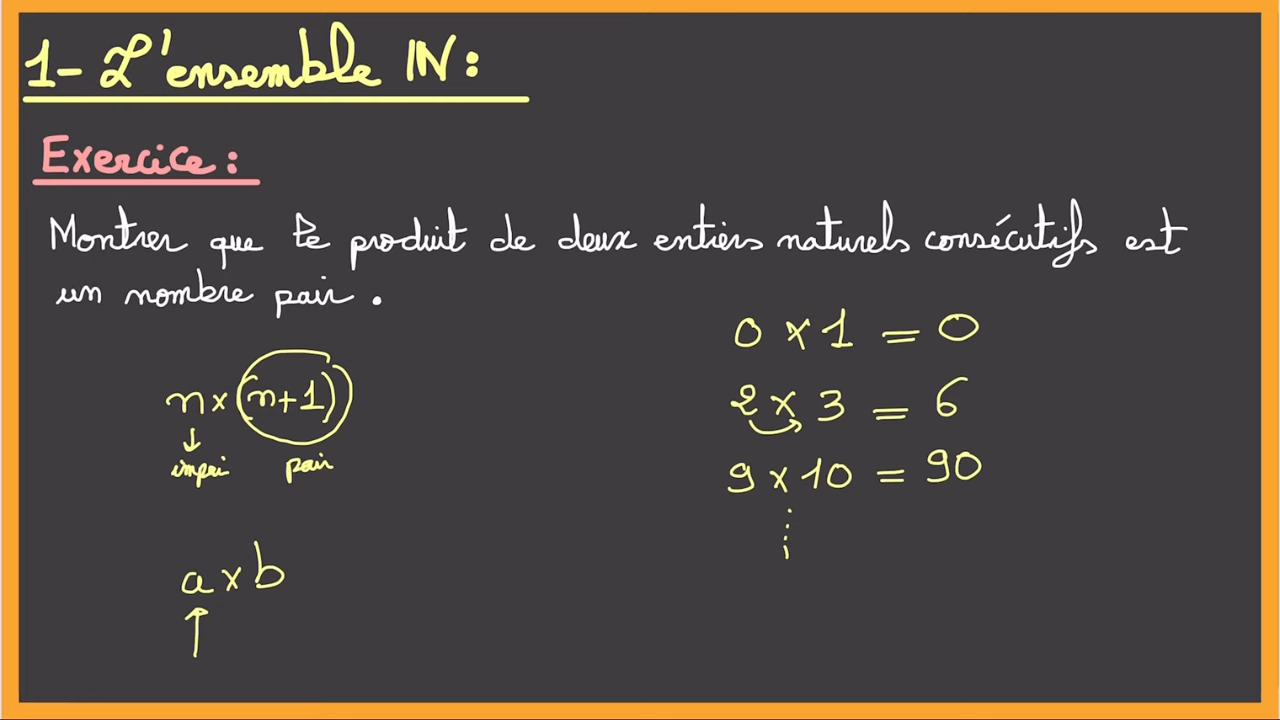 1- L'ensemble IN :
Exercice :
Montrer que le produit de deux entiers naturels consécutifs est
un nombre pair .
0 x 1 = 0
n x (n+1)
2 x 3 = 6
impai pair
9 x 10 = 90
a x b